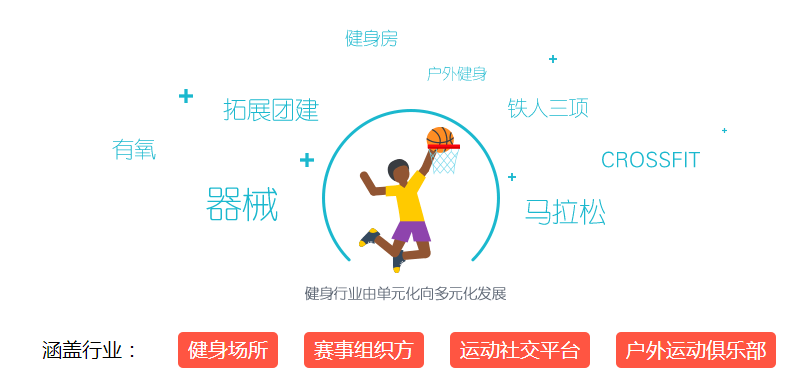 健身房
户外健身
拓展团建
铁人三项
有氧
CROSSFIT
器械
马拉松
健身行业由单元化向多元化发展
涵盖行业：
健身场所
赛事组织方
运动社交平台
户外运动俱乐部